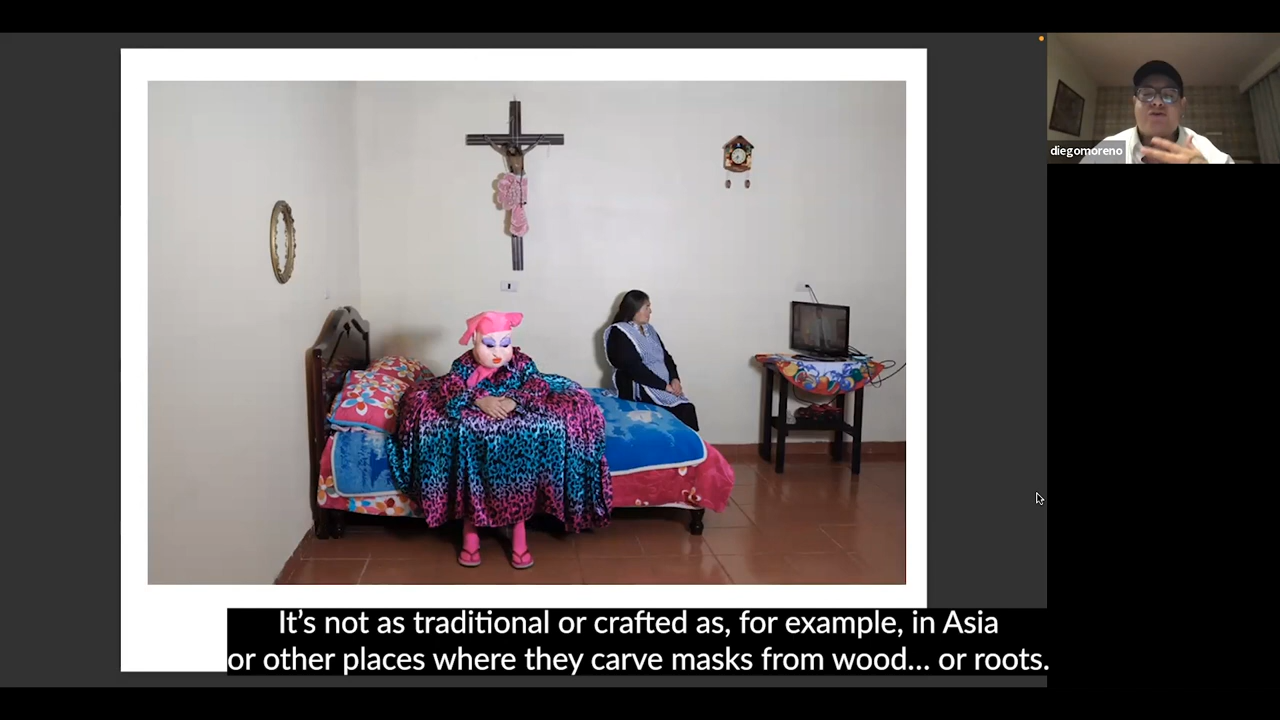 diegomoreno
It’s not as traditional or crafted as, for example, in Asia
or other places where they carve masks from wood... or roots.